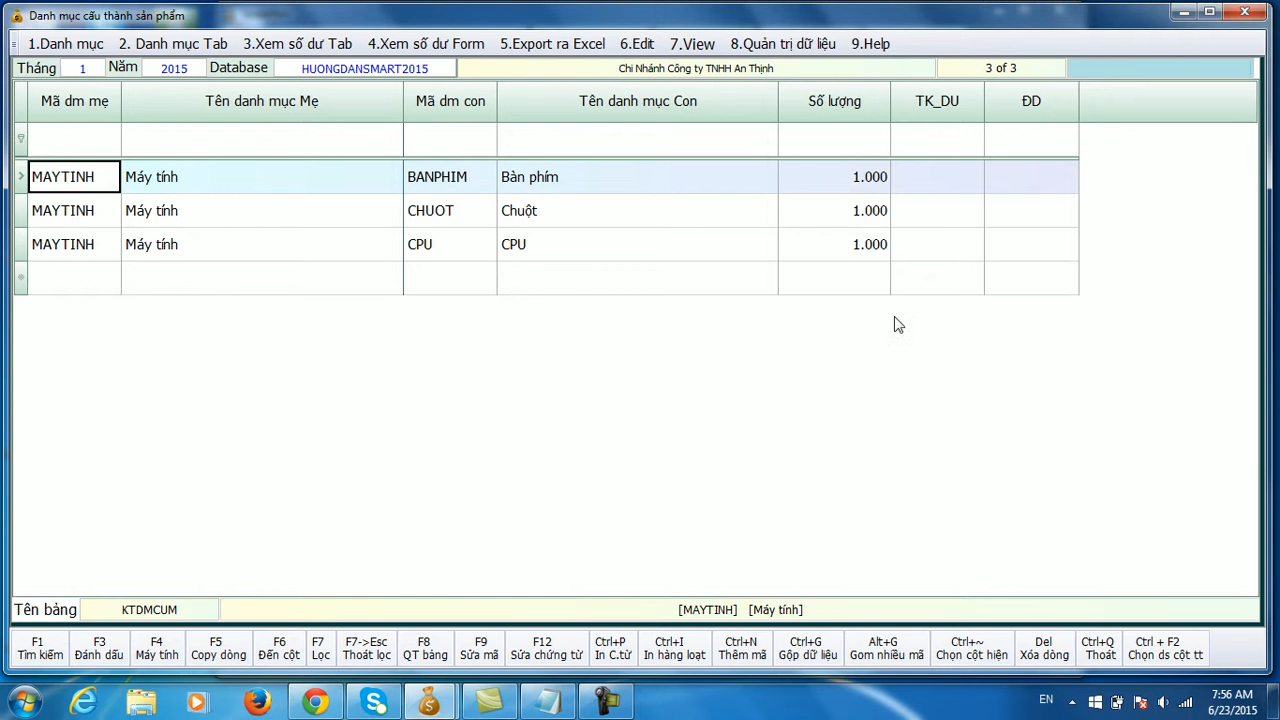 Danh mục cấu thành sản phẩm
1.Danh mục 2. Danh mục Tab 3.Xem số dư Tab 4.Xem số dư Form 5.Export ra Excel 6.Edit 7.View 8.Quản trị dữ liệu 9.Help
Tháng 1 Năm 2015 Database HUONGDANSMART2015 Chi Nhánh Công ty TNHH An Thịnh 3 of 3
Mã dm mẹ Tên danh mục Mẹ Mã dm con Tên danh mục Con Số lượng TK_DU ĐD
MAYTINH Máy tính BANPHIM Bàn phím 1.000
MAYTINH Máy tính CHUOT Chuột 1.000
MAYTINH Máy tính CPU CPU 1.000
Tên bảng KTDMCUM [MAYTINH] [Máy tính]
F1 F3 F4 F5 F6 F7 F7->Esc F8 F9 F12 Ctrl+P Ctrl+I Ctrl+N Ctrl+G Alt+G Ctrl+~ Del Ctrl+Q Ctrl + F2
Tìm kiếm Đánh dấu Máy tính Copy dòng Đến cột Lọc Thoát lọc QT bảng Sửa mã Sửa chứng từ In C.từ In hàng loạt Thêm mã Gộp dữ liệu Gom nhiều mã Chọn cột hiện Xóa dòng Thoát Chọn ds cột tt
EN 7:56 AM
6/23/2015